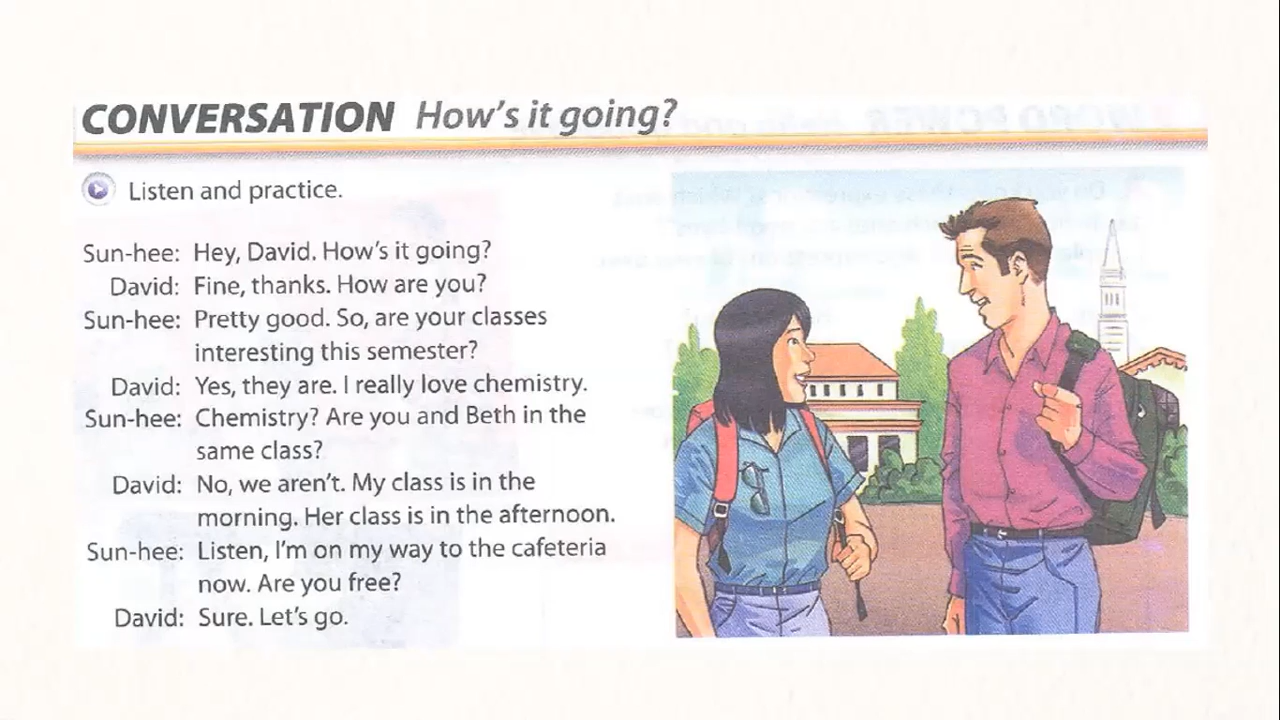 CONVERSATION How's it going?
Listen and practice.
Sun-hee: Hey, David. How's it going?
David: Fine, thanks. How are you?
Sun-hee: Pretty good. So, are your classes
interesting this semester?
David: Yes, they are. I really love chemistry.
Sun-hee: Chemistry? Are you and Beth in the
same class?
David: No, we aren't. My class is in the
morning. Her class is in the afternoon.
Sun-hee: Listen, I'm on my way to the cafeteria
now. Are you free?
David: Sure. Let's go.